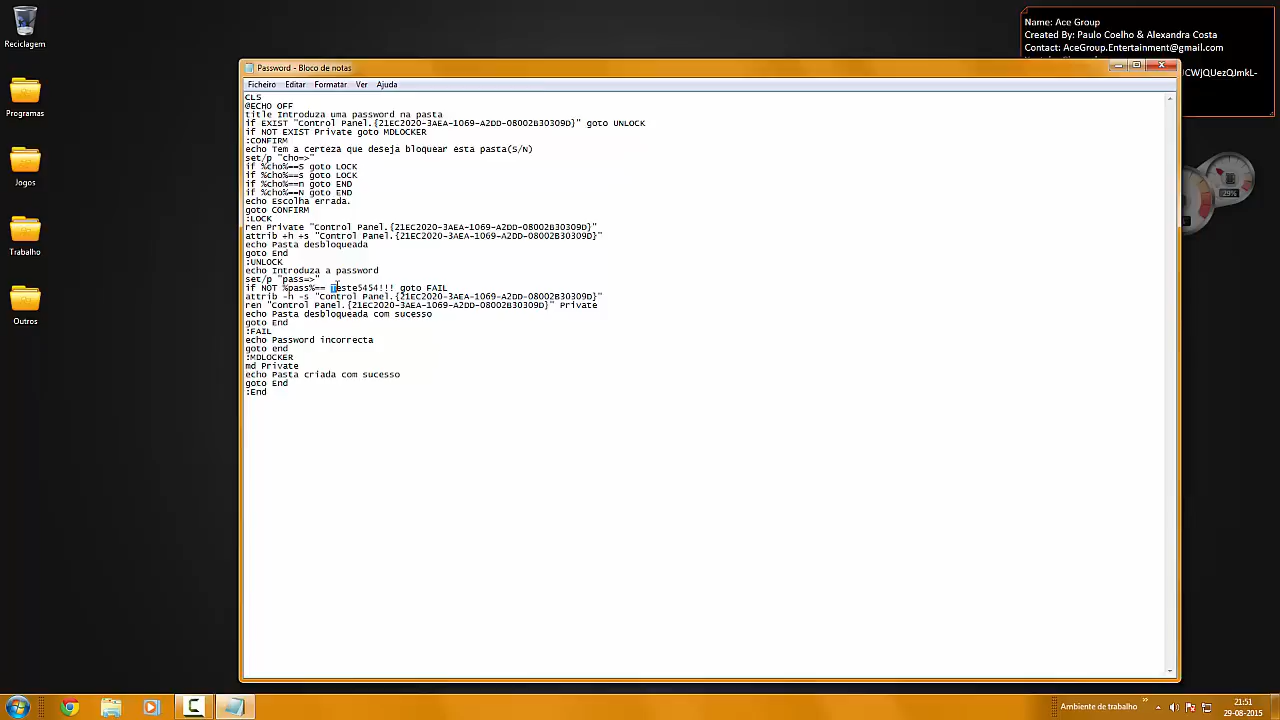 Reciclagem
Programas
Jogos
Trabalho
Outros
Name: Ace Group
Created By: Paulo Coelho & Alexandra Costa
Contact: AceGroup.Entertainment@gmail.com
CWjQUezQJmkL-
29%
Password - Bloco de notas
Ficheiro Editar Formatar Ver Ajuda
CLS
@ECHO OFF
title Introduza uma password na pasta
if EXIST "Control Panel.{21EC2020-3AEA-1069-A2DD-08002B30309D}" goto UNLOCK
if NOT EXIST Private goto MDLOCKER
:CONFIRM
echo Tem a certeza que deseja bloquear esta pasta(S/N)
set/p "cho=>"
if %cho%==S goto LOCK
if %cho%==s goto LOCK
if %cho%==n goto END
if %cho%==N goto END
echo Escolha errada.
goto CONFIRM
:LOCK
ren Private "Control Panel.{21EC2020-3AEA-1069-A2DD-08002B30309D}"
attrib +h +s "Control Panel.{21EC2020-3AEA-1069-A2DD-08002B30309D}"
echo Pasta desbloqueada
goto End
:UNLOCK
echo Introduza a password
set/p "pass=>"
if NOT %pass%== Teste5454!!! goto FAIL
attrib -h -s "Control Panel.{21EC2020-3AEA-1069-A2DD-08002B30309D}"
ren "Control Panel.{21EC2020-3AEA-1069-A2DD-08002B30309D}" Private
echo Pasta desbloqueada com sucesso
goto End
:FAIL
echo Password incorrecta
goto end
:MDLOCKER
md Private
echo Pasta criada com sucesso
goto End
:End
Ambiente de trabalho
21:51
29-08-2015